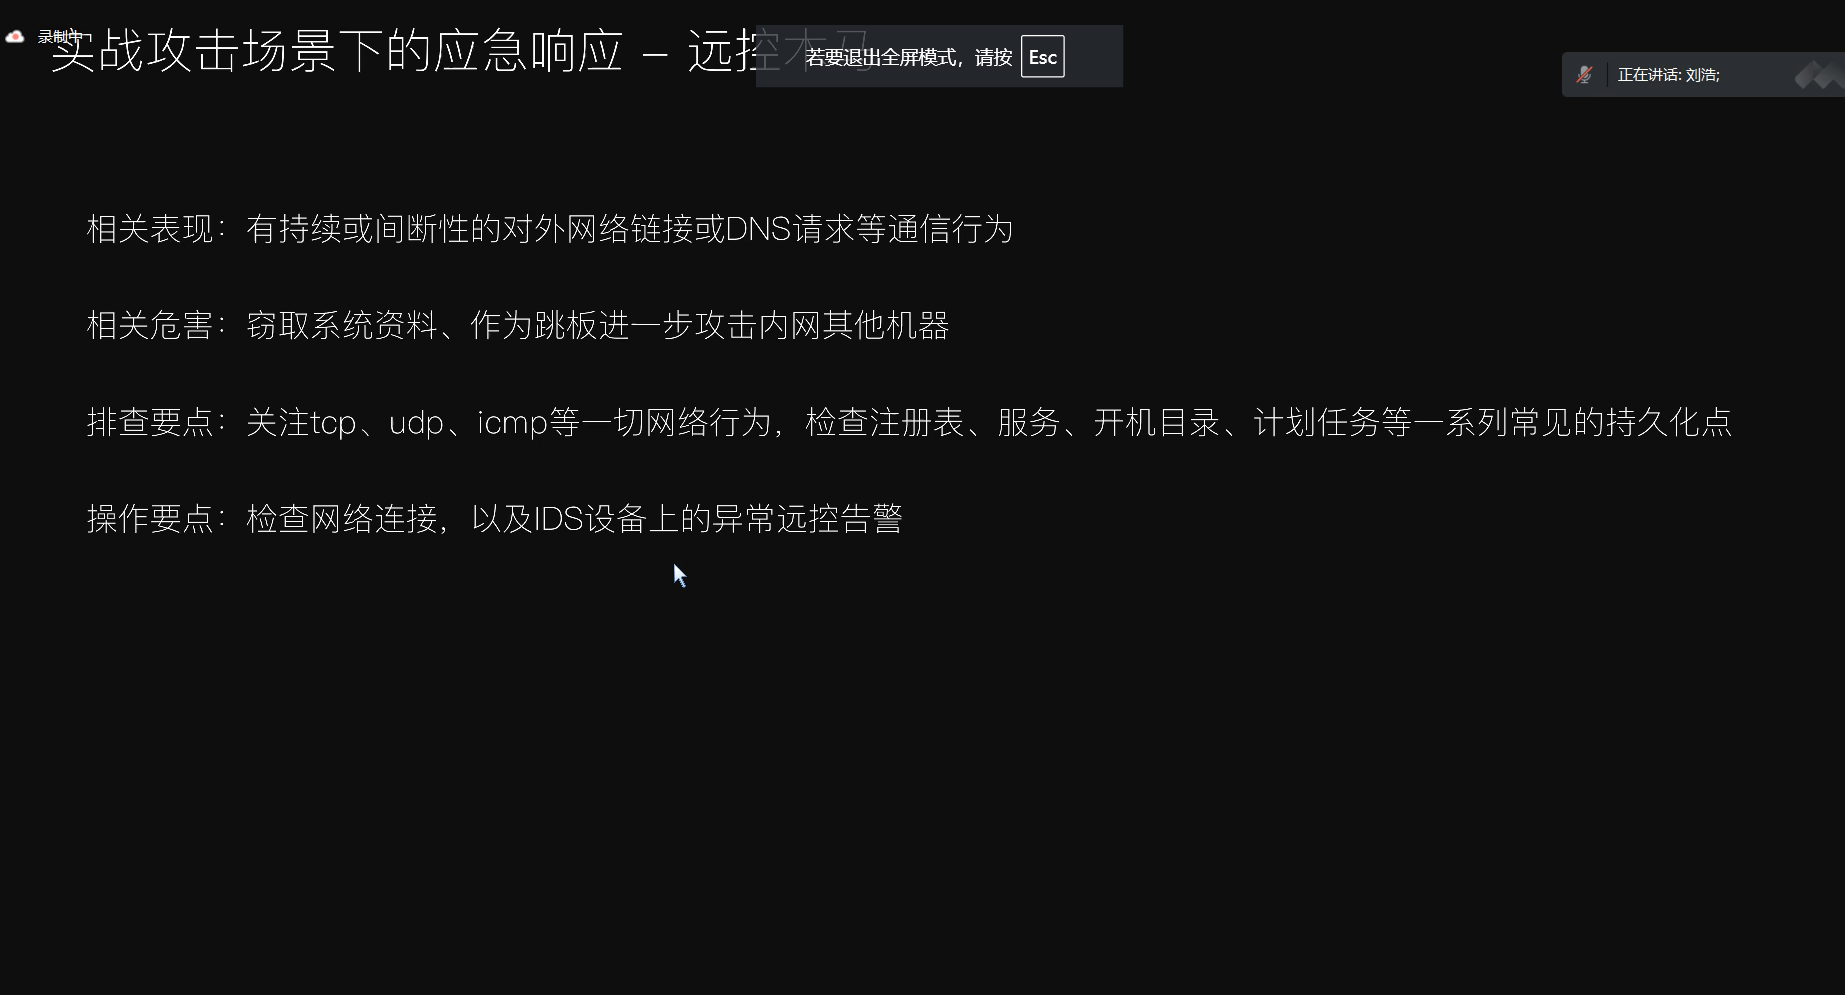 录制中
实战攻击场景下的应急响应 – 远控木马
若要退出全屏模式，请按 Esc
正在讲话: 刘浩;
相关表现：有持续或间断性的对外网络链接或DNS请求等通信行为
相关危害：窃取系统资料、作为跳板进一步攻击内网其他机器
排查要点：关注tcp、udp、icmp等一切网络行为，检查注册表、服务、开机目录、计划任务等一系列常见的持久化点
操作要点：检查网络连接，以及IDS设备上的异常远控告警